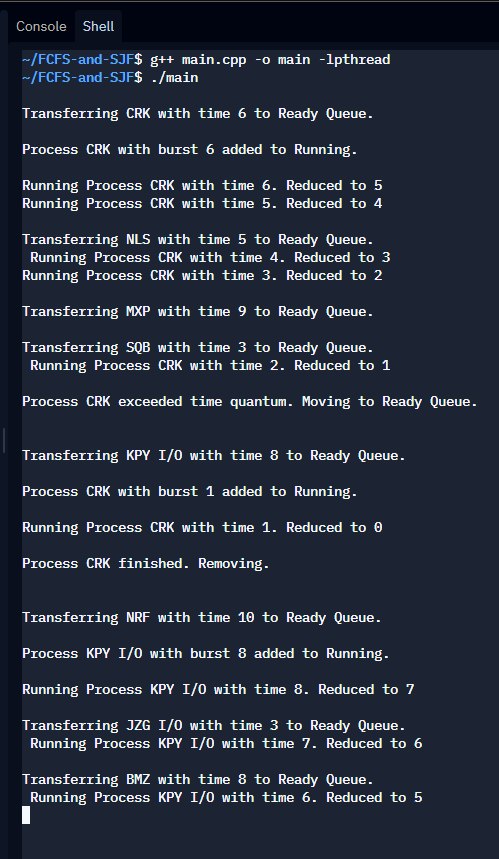 Console Shell
~/FCFS-and-SJF$ g++ main.cpp -o main -lpthread
~/FCFS-and-SJF$ ./main
Transferring CRK with time 6 to Ready Queue.
Process CRK with burst 6 added to Running.
Running Process CRK with time 6. Reduced to 5
Running Process CRK with time 5. Reduced to 4
Transferring NLS with time 5 to Ready Queue.
Running Process CRK with time 4. Reduced to 3
Running Process CRK with time 3. Reduced to 2
Transferring MXP with time 9 to Ready Queue.
Transferring SQB with time 3 to Ready Queue.
Running Process CRK with time 2. Reduced to 1
Process CRK exceeded time quantum. Moving to Ready Queue.
Transferring KPY I/O with time 8 to Ready Queue.
Process CRK with burst 1 added to Running.
Running Process CRK with time 1. Reduced to 0
Process CRK finished. Removing.
Transferring NRF with time 10 to Ready Queue.
Process KPY I/O with burst 8 added to Running.
Running Process KPY I/O with time 8. Reduced to 7
Transferring JZG I/O with time 3 to Ready Queue.
Running Process KPY I/O with time 7. Reduced to 6
Transferring BMZ with time 8 to Ready Queue.
Running Process KPY I/O with time 6. Reduced to 5